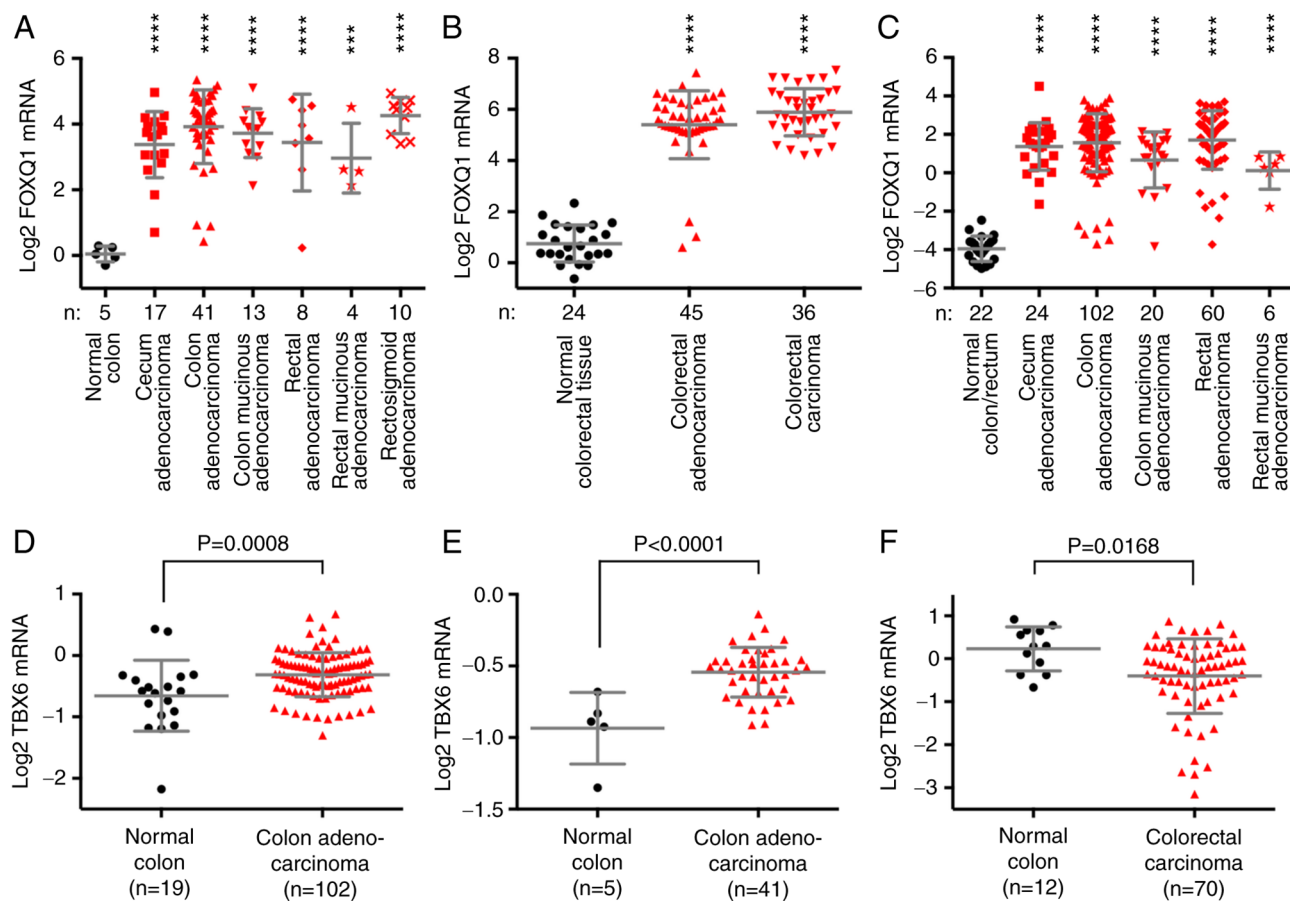 A
**** **** **** **** *** ****
Log2 FOXQ1 mRNA
6
4
2
0
n: 5 17 41 13 8 4 10
Normal
colon
Cecum
adenocarcinoma
Colon
adenocarcinoma
Colon mucinous
adenocarcinoma
Rectal
adenocarcinoma
Rectal mucinous
adenocarcinoma
Rectosigmoid
adenocarcinoma
B
**** ****
Log2 FOXQ1 mRNA
8
6
4
2
0
n: 24 45 36
Normal
colorectal tissue
Colorectal
adenocarcinoma
Colorectal
carcinoma
C
**** **** **** **** ****
Log2 FOXQ1 mRNA
6
4
2
0
−2
−4
−6
n: 22 24 102 20 60 6
Normal
colon/rectum
Cecum
adenocarcinoma
Colon
adenocarcinoma
Colon mucinous
adenocarcinoma
Rectal
adenocarcinoma
Rectal mucinous
adenocarcinoma
D
P=0.0008
Log2 TBX6 mRNA
1
0
−1
−2
Normal
colon
(n=19)
Colon adeno-
carcinoma
(n=102)
E
P<0.0001
Log2 TBX6 mRNA
0.0
−0.5
−1.0
−1.5
Normal
colon
(n=5)
Colon adeno-
carcinoma
(n=41)
F
P=0.0168
Log2 TBX6 mRNA
1
0
−1
−2
−3
Normal
colon
(n=12)
Colorectal
carcinoma
(n=70)